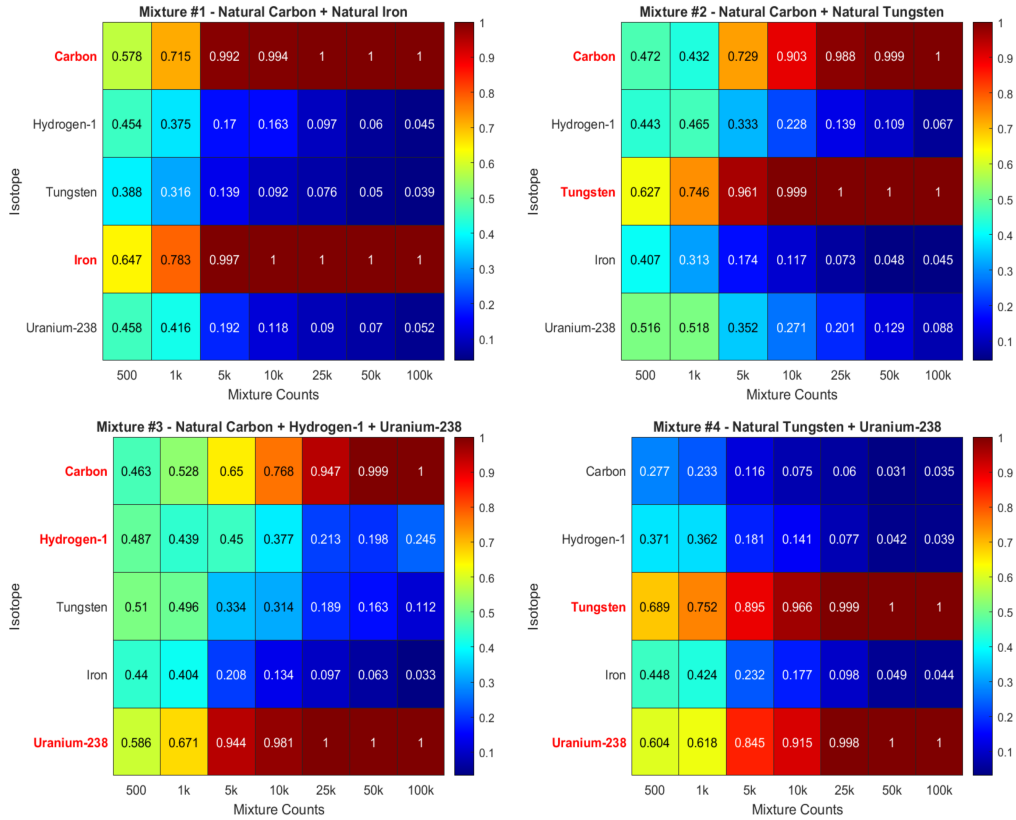 Mixture #1 - Natural Carbon + Natural Iron
Carbon 0.578 0.715 0.992 0.994 1 1 1
Hydrogen-1 0.454 0.375 0.17 0.163 0.097 0.06 0.045
Tungsten 0.388 0.316 0.139 0.092 0.076 0.05 0.039
Iron 0.647 0.783 0.997 1 1 1 1
Uranium-238 0.458 0.416 0.192 0.118 0.09 0.07 0.052
500 1k 5k 10k 25k 50k 100k
Mixture Counts
Isotope
1
0.9
0.8
0.7
0.6
0.5
0.4
0.3
0.2
0.1
Mixture #2 - Natural Carbon + Natural Tungsten
Carbon 0.472 0.432 0.729 0.903 0.988 0.999 1
Hydrogen-1 0.443 0.465 0.333 0.228 0.139 0.109 0.067
Tungsten 0.627 0.746 0.961 0.999 1 1 1
Iron 0.407 0.313 0.174 0.117 0.073 0.048 0.045
Uranium-238 0.516 0.518 0.352 0.271 0.201 0.129 0.088
500 1k 5k 10k 25k 50k 100k
Mixture Counts
Isotope
1
0.9
0.8
0.7
0.6
0.5
0.4
0.3
0.2
0.1
Mixture #3 - Natural Carbon + Hydrogen-1 + Uranium-238
Carbon 0.463 0.528 0.65 0.768 0.947 0.999 1
Hydrogen-1 0.487 0.439 0.45 0.377 0.213 0.198 0.245
Tungsten 0.51 0.496 0.334 0.314 0.189 0.163 0.112
Iron 0.44 0.404 0.208 0.134 0.097 0.063 0.033
Uranium-238 0.586 0.671 0.944 0.981 1 1 1
500 1k 5k 10k 25k 50k 100k
Mixture Counts
Isotope
1
0.9
0.8
0.7
0.6
0.5
0.4
0.3
0.2
0.1
Mixture #4 - Natural Tungsten + Uranium-238
Carbon 0.277 0.233 0.116 0.075 0.06 0.031 0.035
Hydrogen-1 0.371 0.362 0.181 0.141 0.077 0.042 0.039
Tungsten 0.689 0.752 0.895 0.966 0.999 1 1
Iron 0.448 0.424 0.232 0.177 0.098 0.049 0.044
Uranium-238 0.604 0.618 0.845 0.915 0.998 1 1
500 1k 5k 10k 25k 50k 100k
Mixture Counts
Isotope
1
0.9
0.8
0.7
0.6
0.5
0.4
0.3
0.2
0.1